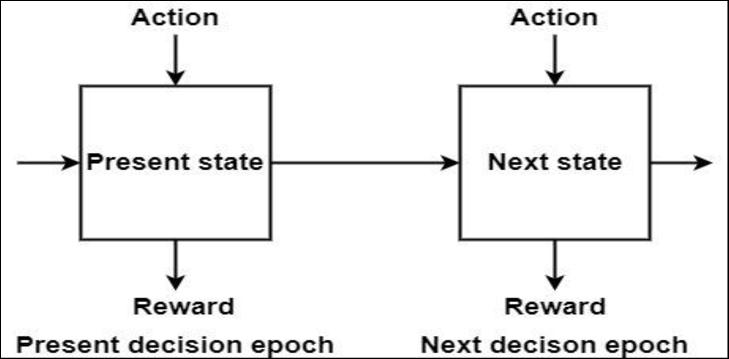 Action Action
Present state Next state
Reward Reward
Present decision epoch Next decison epoch